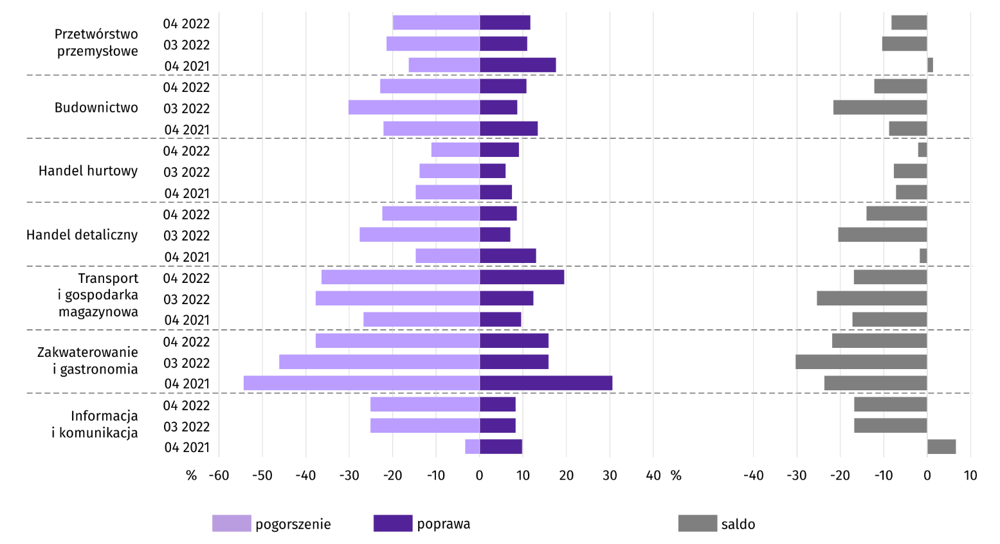 Przetwórstwo
przemysłowe
04 2022
03 2022
04 2021
Budownictwo
04 2022
03 2022
04 2021
Handel hurtowy
04 2022
03 2022
04 2021
Handel detaliczny
04 2022
03 2022
04 2021
Transport
i gospodarka
magazynowa
04 2022
03 2022
04 2021
Zakwaterowanie
i gastronomia
04 2022
03 2022
04 2021
Informacja
i komunikacja
04 2022
03 2022
04 2021
% -60 -50 -40 -30 -20 -10 0 10 20 30 40 % -40 -30 -20 -10 0 10
pogorszenie poprawa saldo